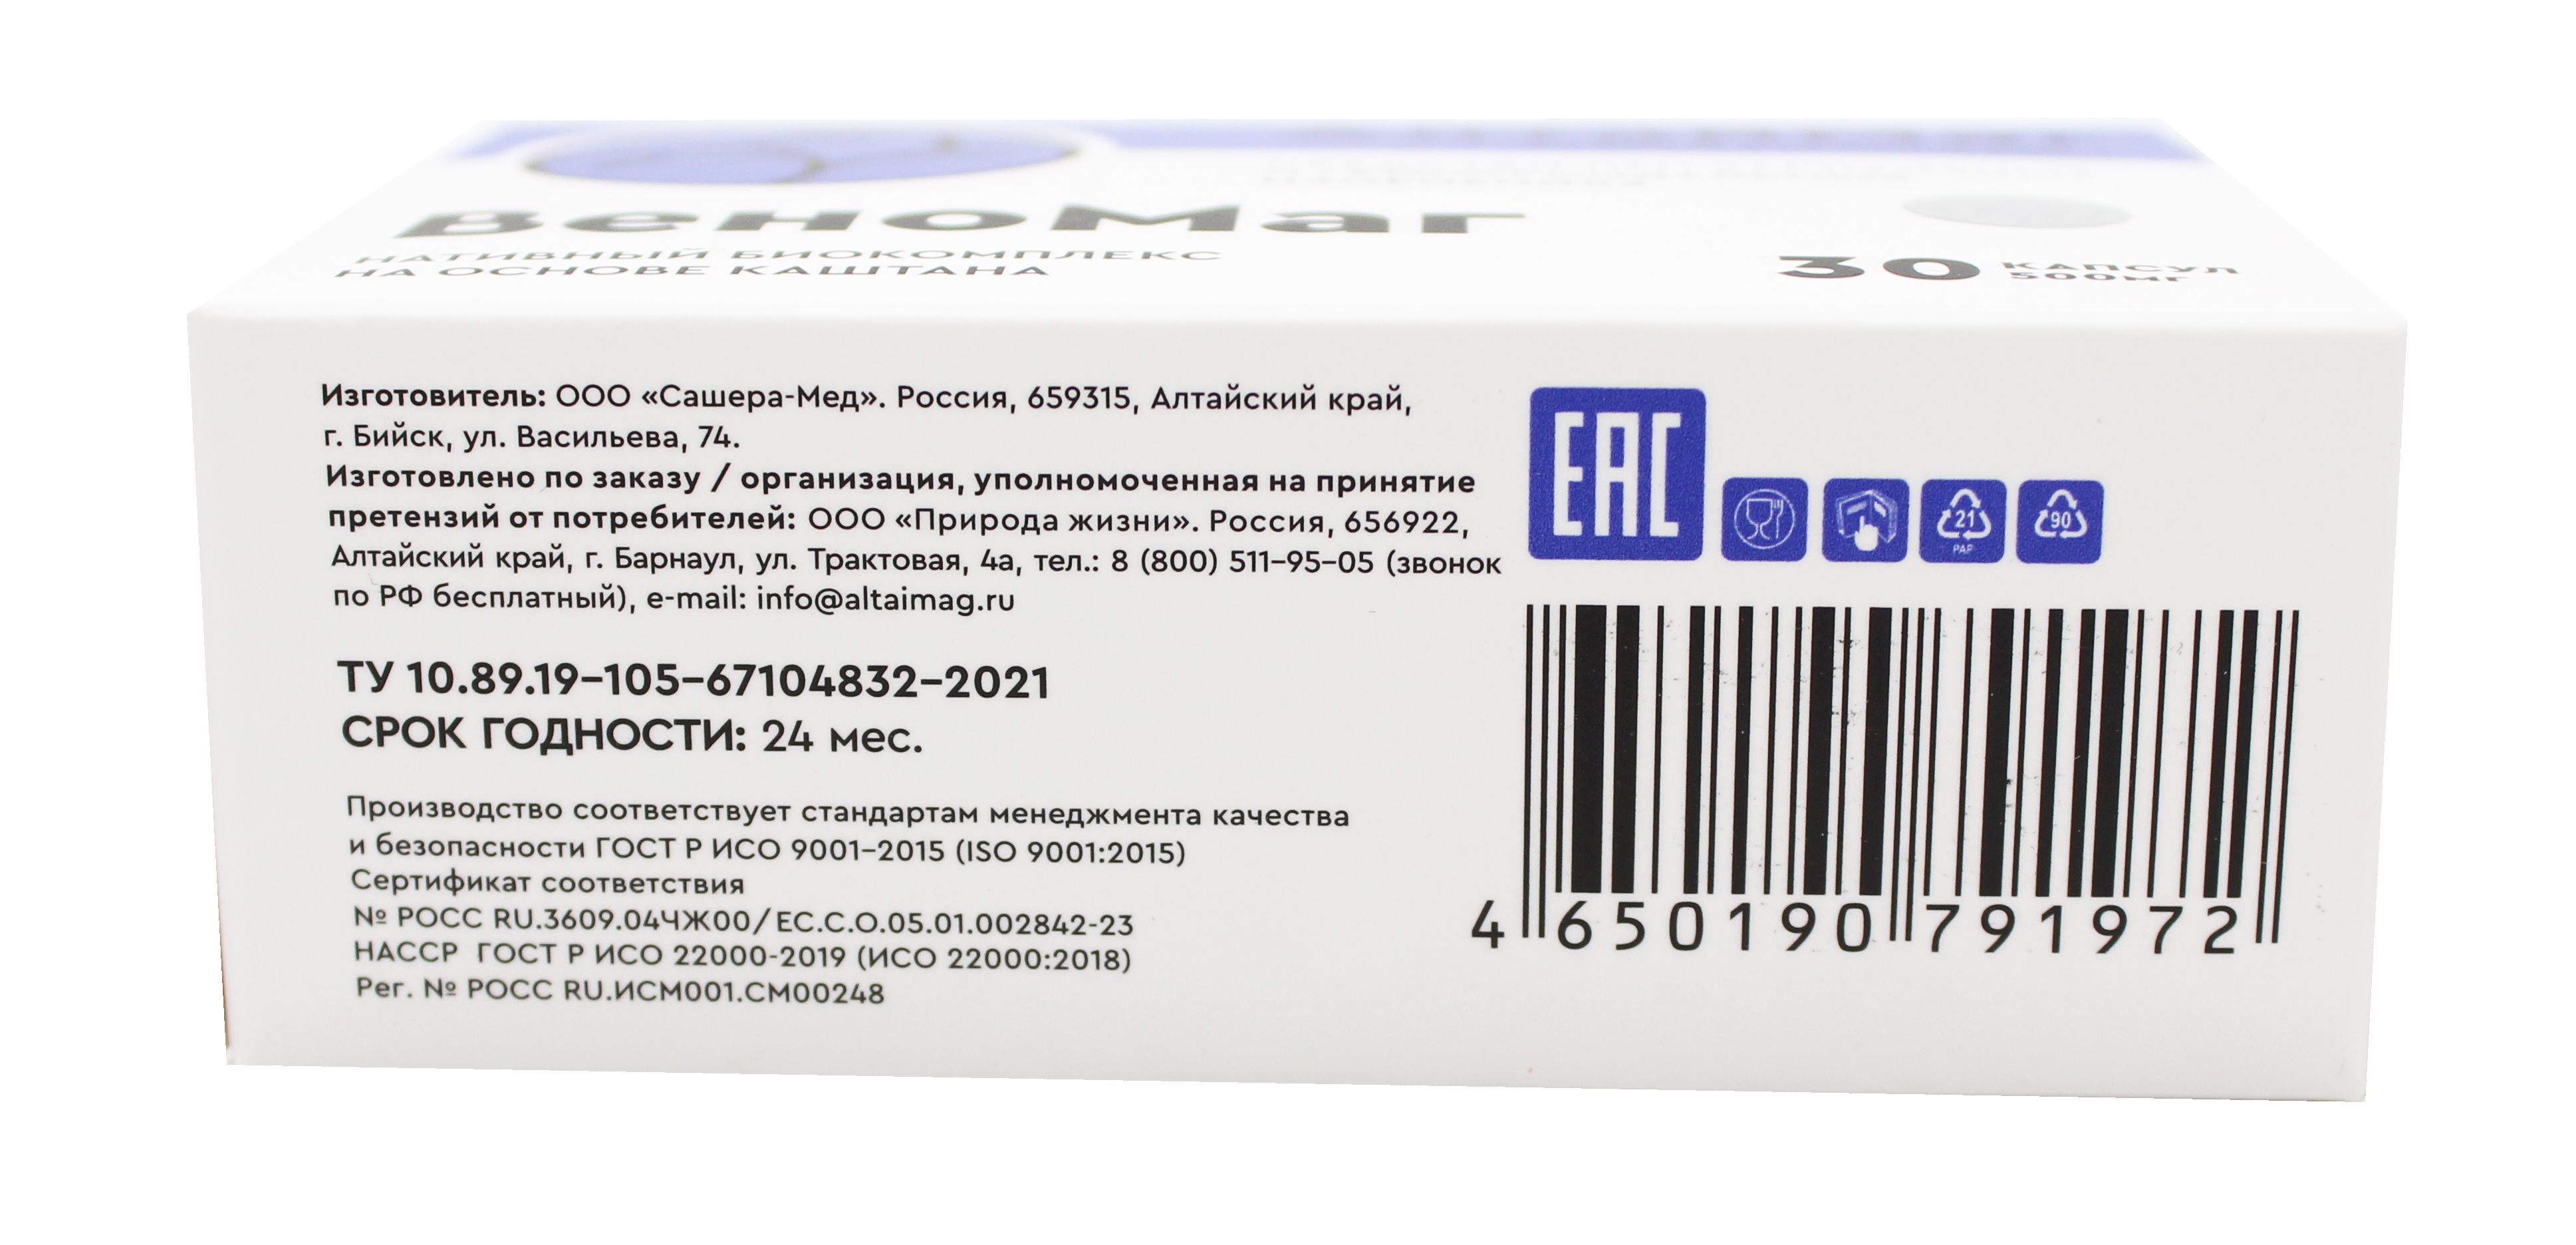 веноМаг
НАТИВНЫЙ БИОКОМПЛЕКС
НА ОСНОВЕ КАШТАНА
30 КАПСУЛ
500МГ
Изготовитель: ООО «Сашера-Мед». Россия, 659315, Алтайский край,
г. Бийск, ул. Васильева, 74.
Изготовлено по заказу / организация, уполномоченная на принятие
претензий от потребителей: ООО «Природа жизни». Россия, 656922,
Алтайский край, г. Барнаул, ул. Трактовая, 4а, тел.: 8 (800) 511-95-05 (звонок
по РФ бесплатный), e-mail: info@altaimag.ru
ТУ 10.89.19-105-67104832-2021
СРОК ГОДНОСТИ: 24 мес.
Производство соответствует стандартам менеджмента качества
и безопасности ГОСТ Р ИСО 9001-2015 (ISO 9001:2015)
Сертификат соответствия
№ РОСС RU.3609.04ЧЖ00/ЕС.С.О.05.01.002842-23
НАССР ГОСТ Р ИСО 22000-2019 (ИСО 22000:2018)
Рег. № РОСС RU.ИСМ001.СМ00248
EAC
21
PAP
90
4 650190 791972